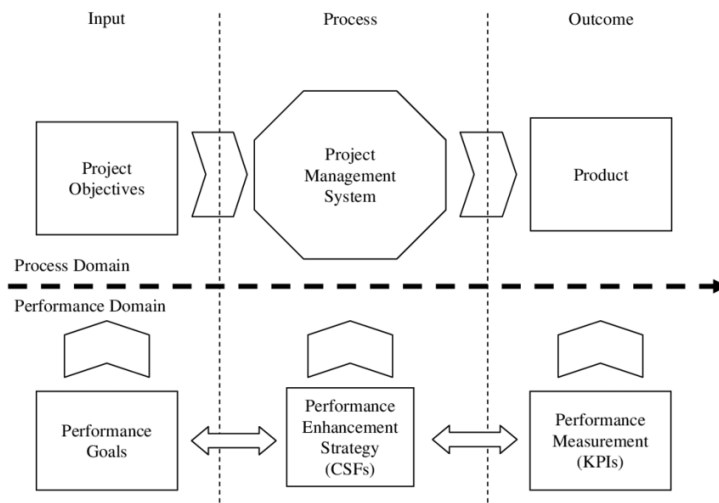 Input
Process
Outcome
Project
Objectives
Project
Management
System
Product
Process Domain
Performance Domain
Performance
Goals
Performance
Enhancement
Strategy
(CSFs)
Performance
Measurement
(KPIs)